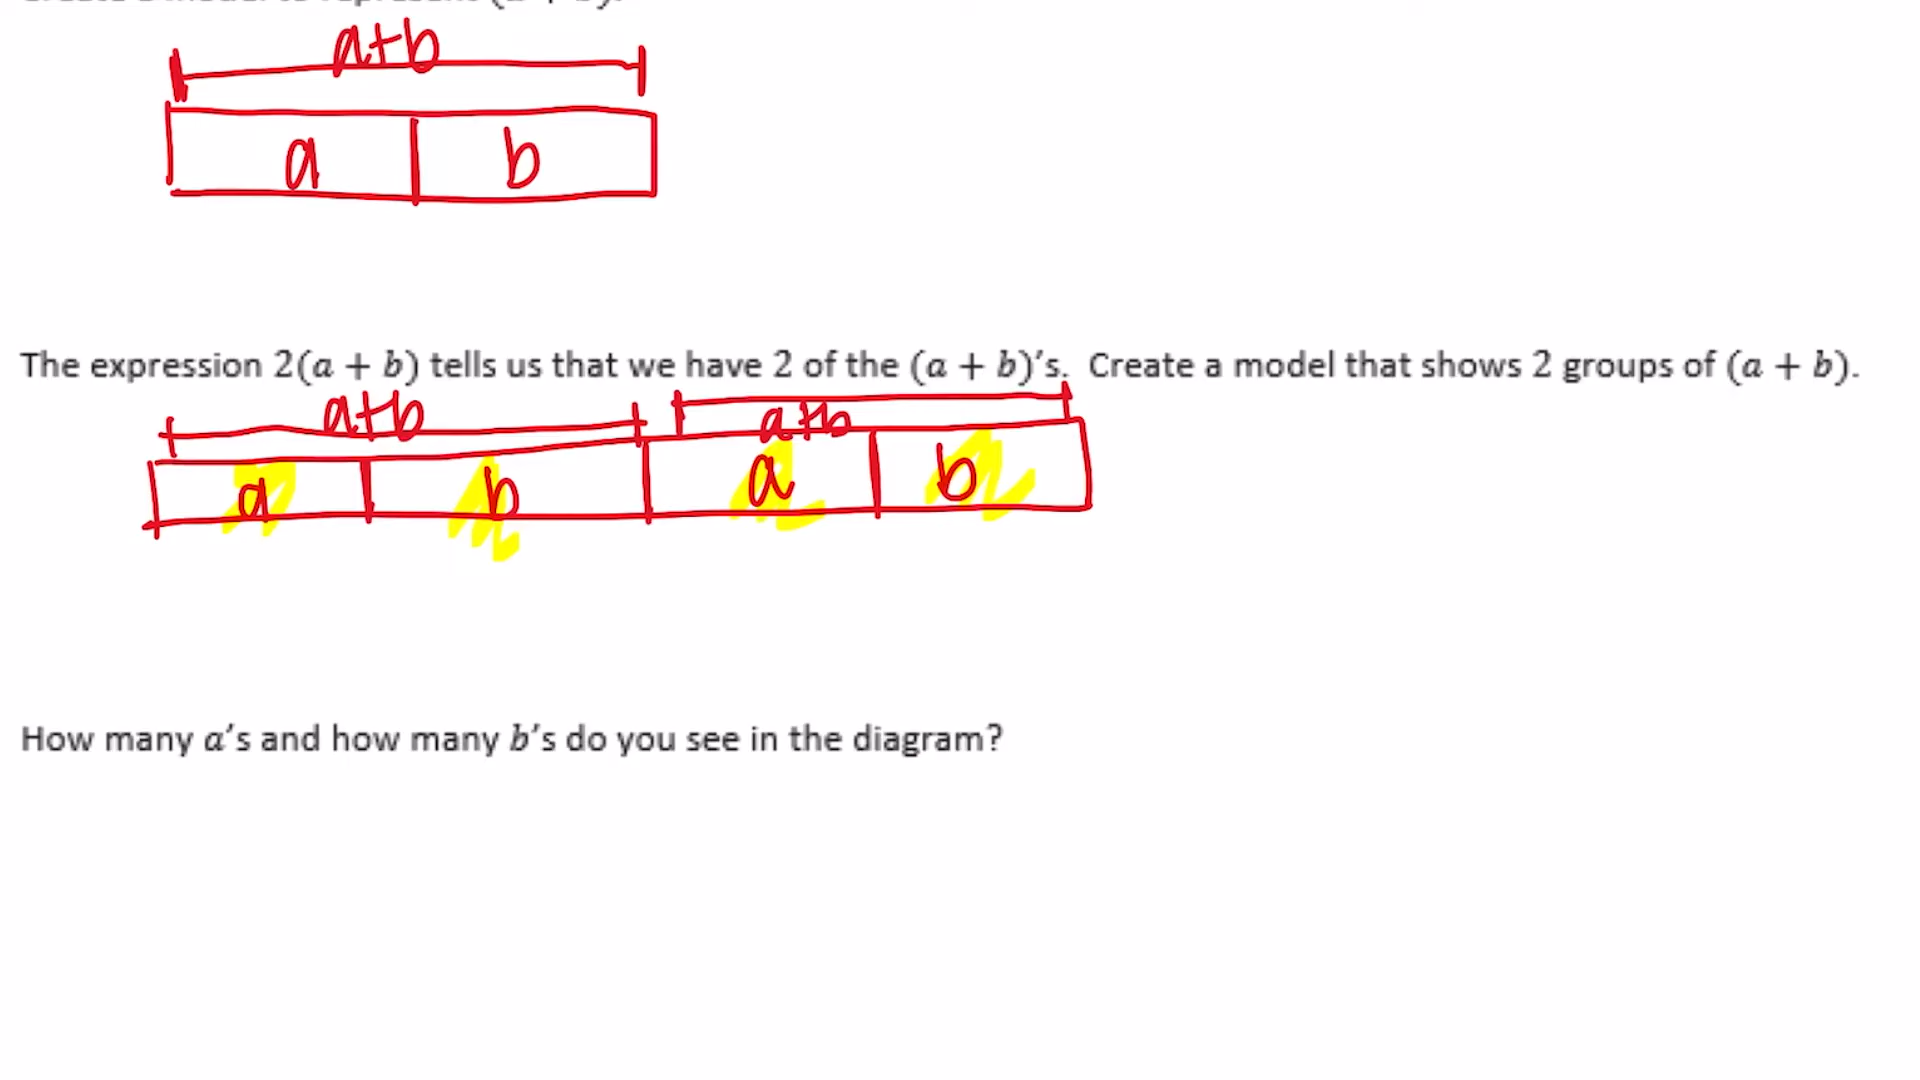 a+b
a b
The expression 2(a + b) tells us that we have 2 of the (a + b)'s. Create a model that shows 2 groups of (a + b).
a+b a+b
a b a b
How many a's and how many b's do you see in the diagram?